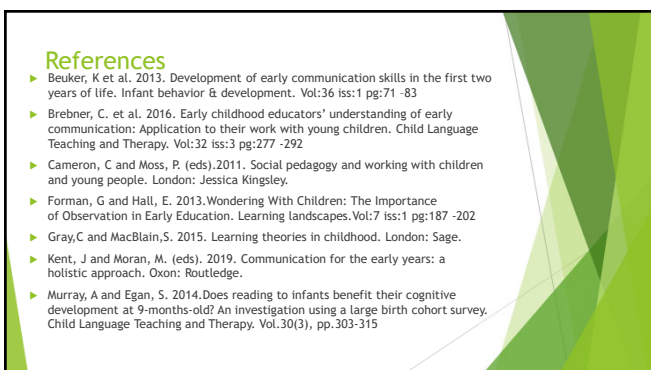 References
Beuker, K et al. 2013. Development of early communication skills in the first two
years of life. Infant behavior & development. Vol:36 iss:1 pg:71 -83
Brebner, C. et al. 2016. Early childhood educators' understanding of early
communication: Application to their work with young children. Child Language
Teaching and Therapy. Vol:32 iss:3 pg:277 -292
Cameron, C and Moss, P. (eds).2011. Social pedagogy and working with children
and young people. London: Jessica Kingsley.
Forman, G and Hall, E. 2013.Wondering With Children: The Importance
of Observation in Early Education. Learning landscapes.Vol:7 iss:1 pg:187 -202
Gray,C and MacBlain,S. 2015. Learning theories in childhood. London: Sage.
Kent, J and Moran, M. (eds). 2019. Communication for the early years: a
holistic approach. Oxon: Routledge.
Murray, A and Egan, S. 2014.Does reading to infants benefit their cognitive
development at 9-months-old? An investigation using a large birth cohort survey.
Child Language Teaching and Therapy. Vol.30(3), pp.303-315